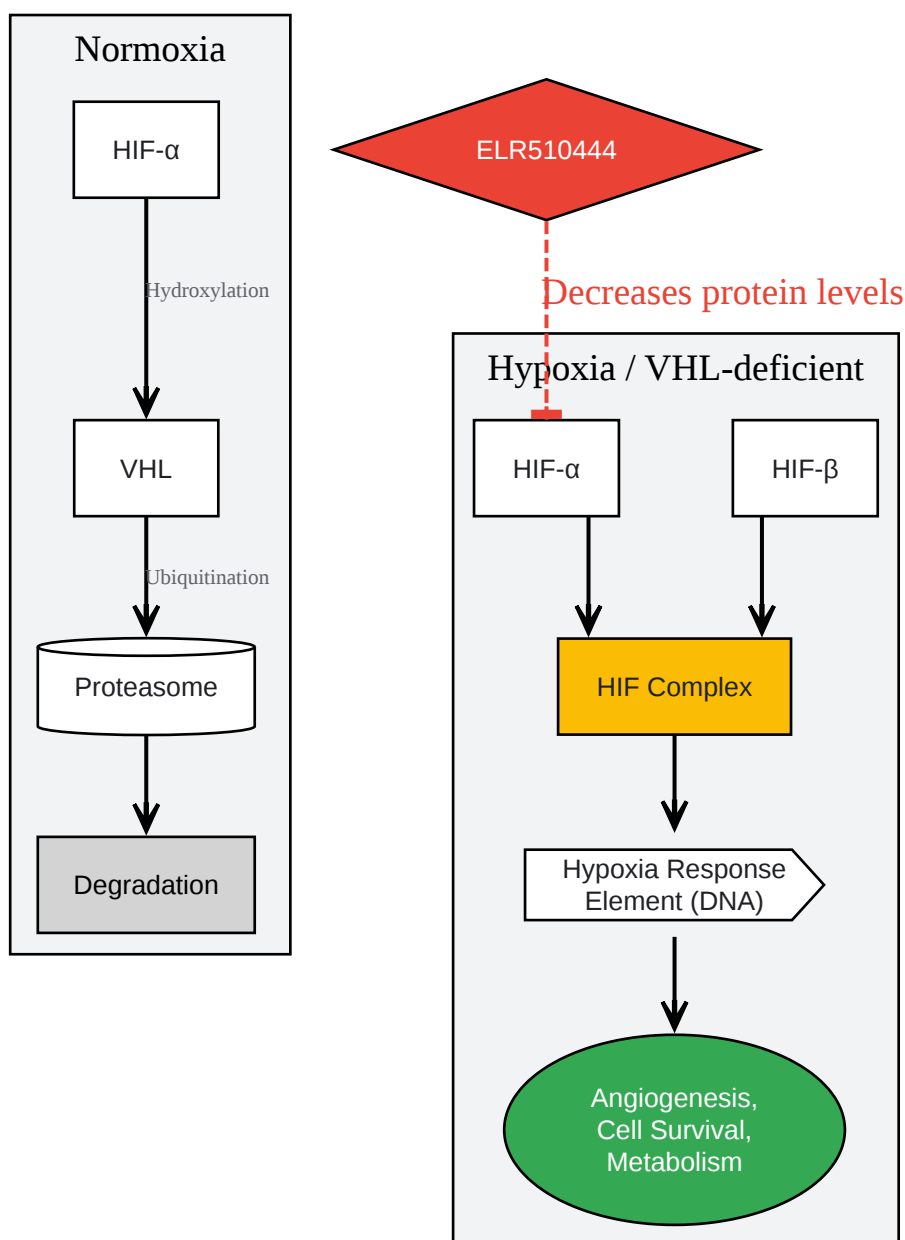 Normoxia
HIF-α
Hydroxylation
VHL
Ubiquitination
Proteasome
Degradation
ELR510444
Decreases protein levels
Hypoxia / VHL-deficient
HIF-α
HIF-β
HIF Complex
Hypoxia Response
Element (DNA)
Angiogenesis,
Cell Survival,
Metabolism